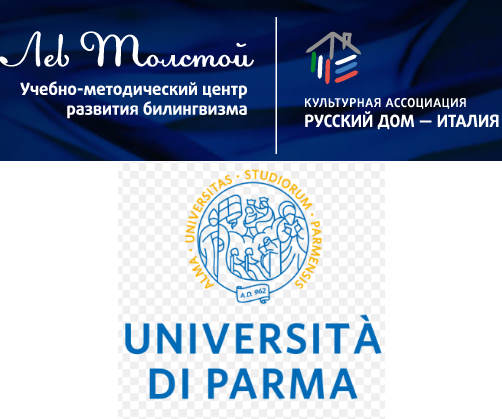 Лев Толстой
Учебно-методический центр
развития билингвизма
КУЛЬТУРНАЯ АССОЦИАЦИЯ
РУССКИЙ ДОМ — ИТАЛИЯ
ALMA · UNIVERSITAS · STUDIORUM · PARMENSIS
A.D. 962
UNIVERSITÀ
DI PARMA